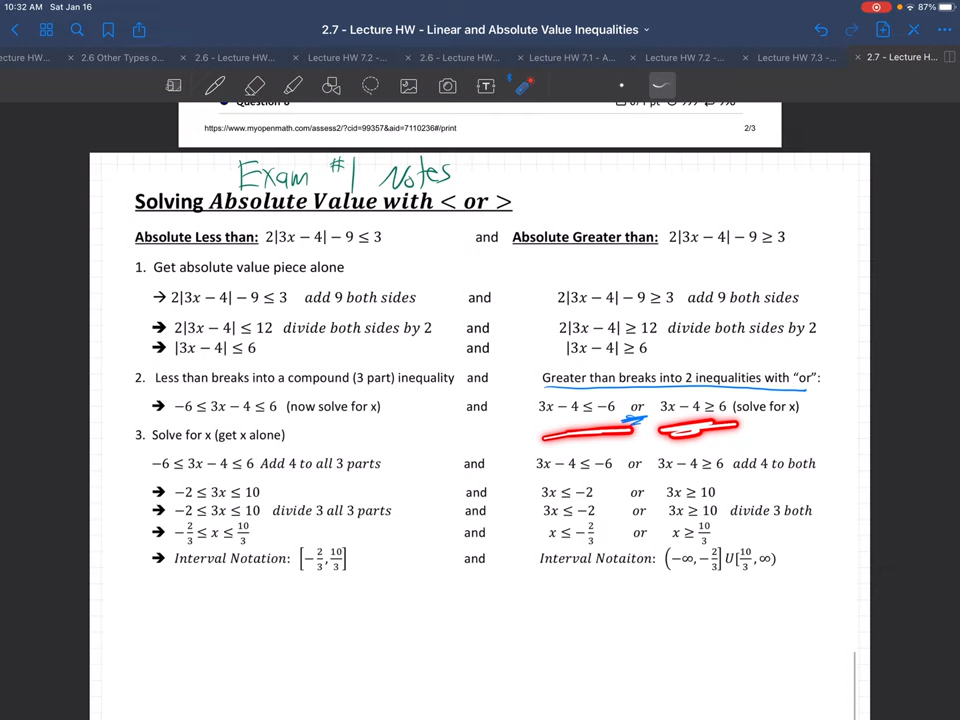 10:32 AM Sat Jan 16 87%
2.7 - Lecture HW - Linear and Absolute Value Inequalities
ecture HW... 2.6 Other Types o... 2.6 - Lecture HW... Lecture HW 7.2 -... 2.6 - Lecture HW... Lecture HW 7.1 - A... Lecture HW 7.2 -... Lecture HW 7.3 -... 2.7 - Lecture H...
https://www.myopenmath.com/assess2/?cid=99357&aid=7110236#/print 2/3
Exam #1 Notes
Solving Absolute Value with < or >
Absolute Less than: 2|3x − 4| − 9 ≤ 3 and Absolute Greater than: 2|3x − 4| − 9 ≥ 3
1. Get absolute value piece alone
→ 2|3x − 4| − 9 ≤ 3 add 9 both sides and 2|3x − 4| − 9 ≥ 3 add 9 both sides
➔ 2|3x − 4| ≤ 12 divide both sides by 2 and 2|3x − 4| ≥ 12 divide both sides by 2
➔ |3x − 4| ≤ 6 and |3x − 4| ≥ 6
2. Less than breaks into a compound (3 part) inequality and Greater than breaks into 2 inequalities with “or”:
➔ −6 ≤ 3x − 4 ≤ 6 (now solve for x) and 3x − 4 ≤ −6 or 3x − 4 ≥ 6 (solve for x)
3. Solve for x (get x alone)
−6 ≤ 3x − 4 ≤ 6 Add 4 to all 3 parts and 3x − 4 ≤ −6 or 3x − 4 ≥ 6 add 4 to both
➔ −2 ≤ 3x ≤ 10 and 3x ≤ −2 or 3x ≥ 10
➔ −2 ≤ 3x ≤ 10 divide 3 all 3 parts and 3x ≤ −2 or 3x ≥ 10 divide 3 both
➔ −2/3 ≤ x ≤ 10/3 and x ≤ −2/3 or x ≥ 10/3
➔ Interval Notation: [−2/3, 10/3] and Interval Notaiton: (−∞, −2/3] U[10/3, ∞)